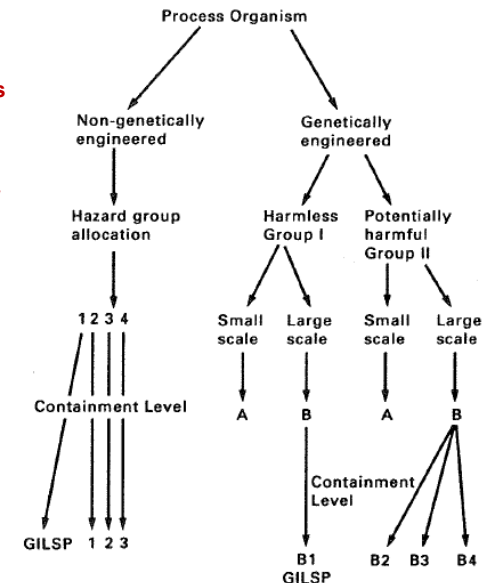 Process Organism
s
Non-genetically
engineered
Genetically
engineered
Hazard group
allocation
Harmless
Group I
Potentially
harmful
Group II
1 2 3 4
Small
scale
Large
scale
Small
scale
Large
scale
A
B
A
B
Containment Level
Containment
Level
GILSP
1 2 3
B1
GILSP
B2
B3
B4